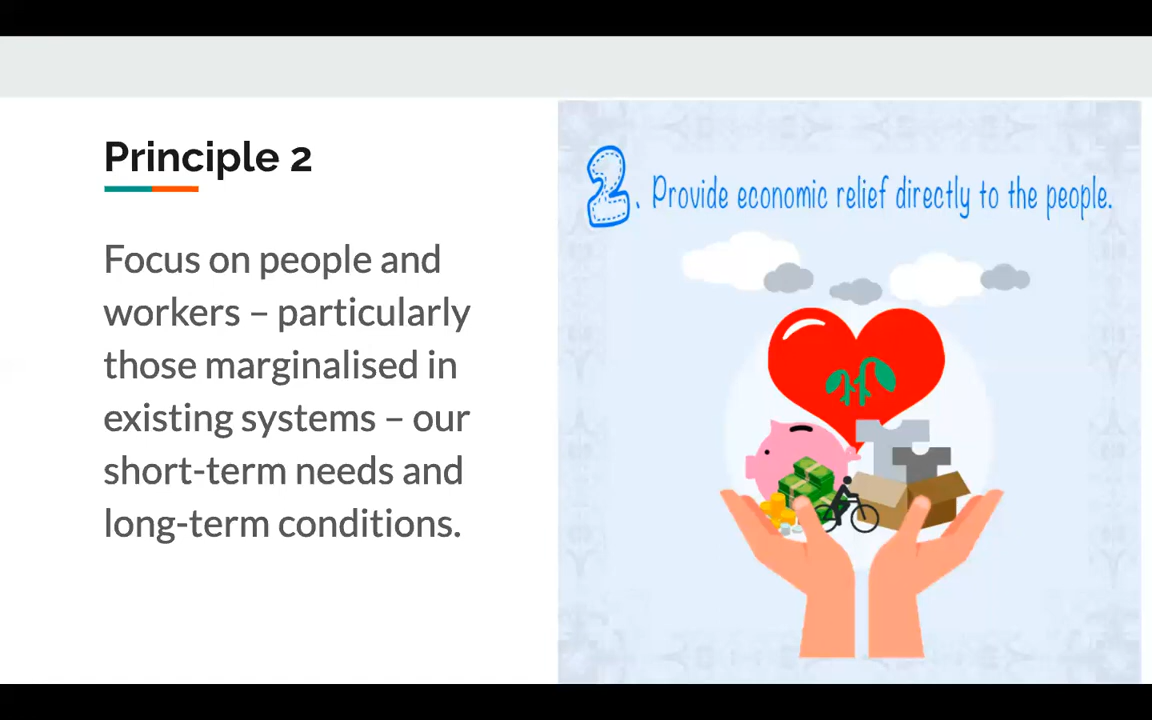 Principle 2
Focus on people and
workers – particularly
those marginalised in
existing systems – our
short-term needs and
long-term conditions.
2. Provide economic relief directly to the people.